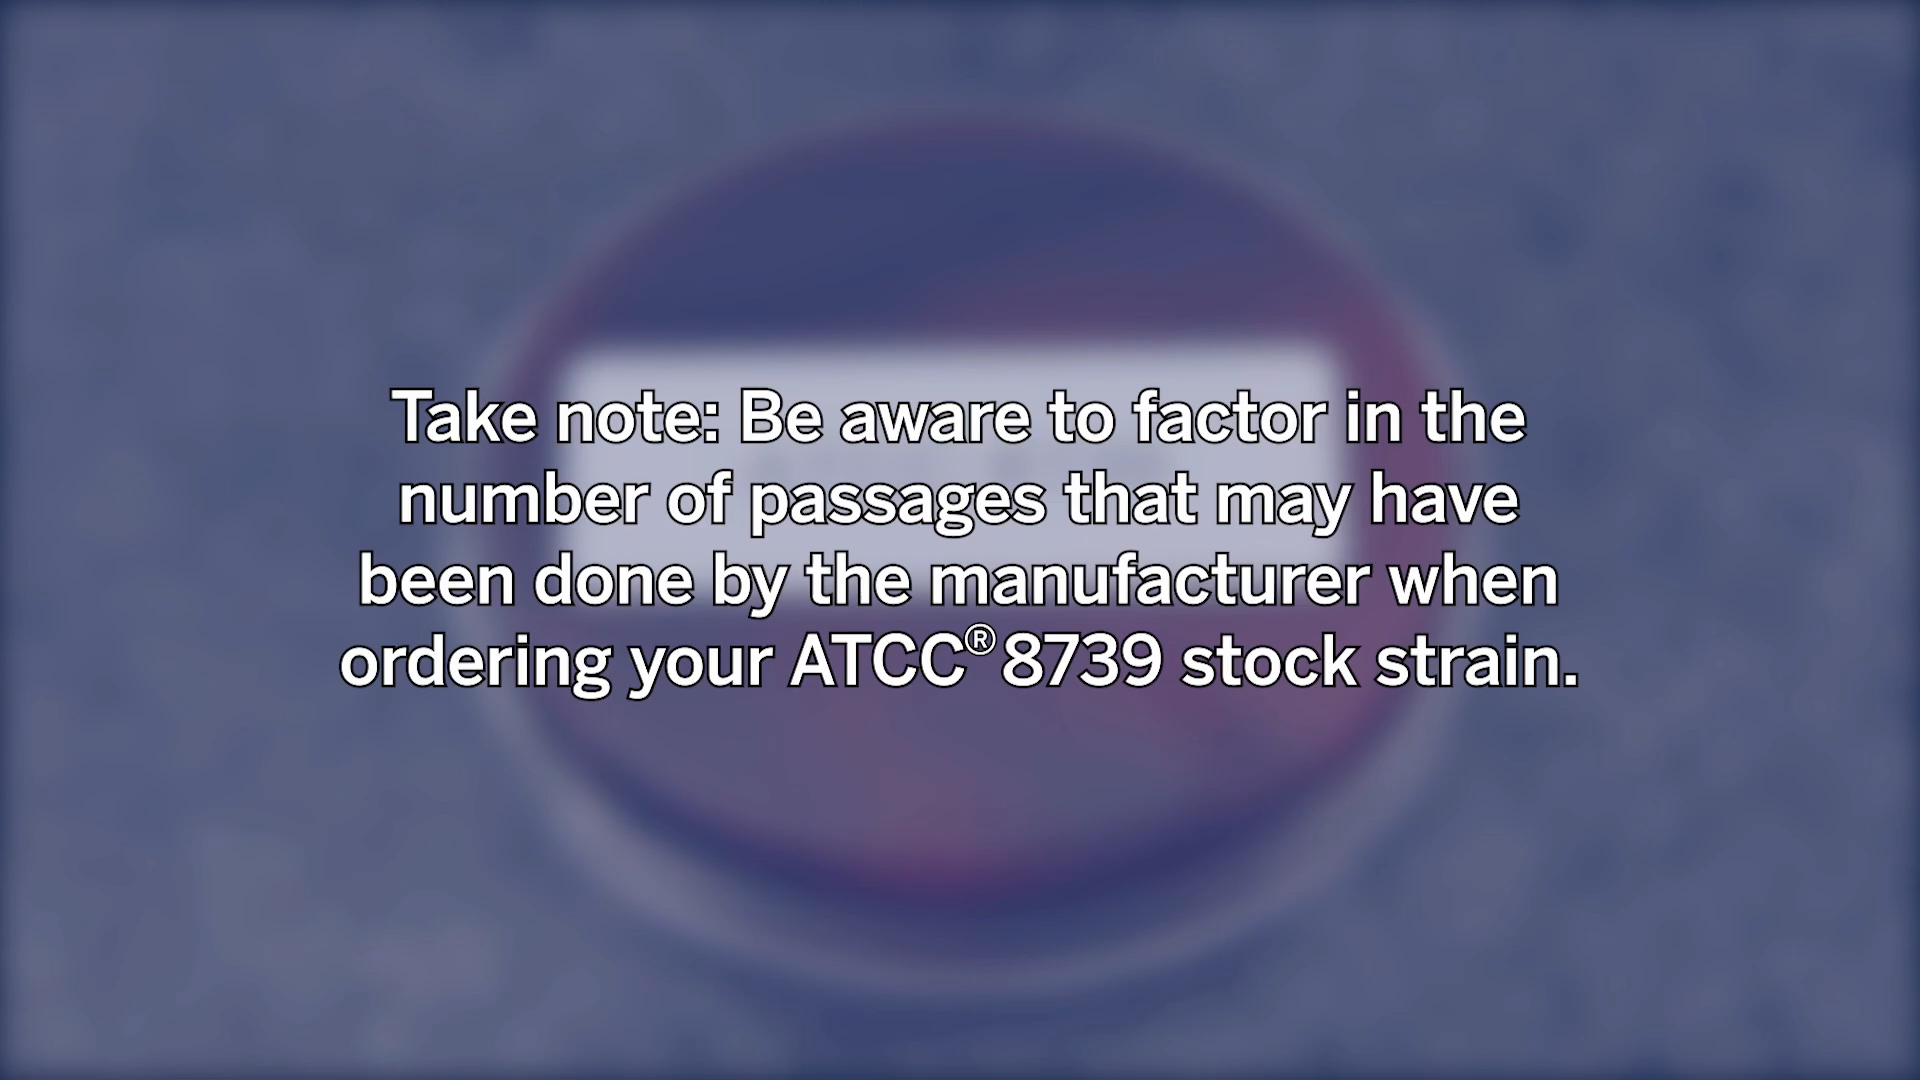 Take note: Be aware to factor in the
number of passages that may have
been done by the manufacturer when
ordering your ATCC® 8739 stock strain.